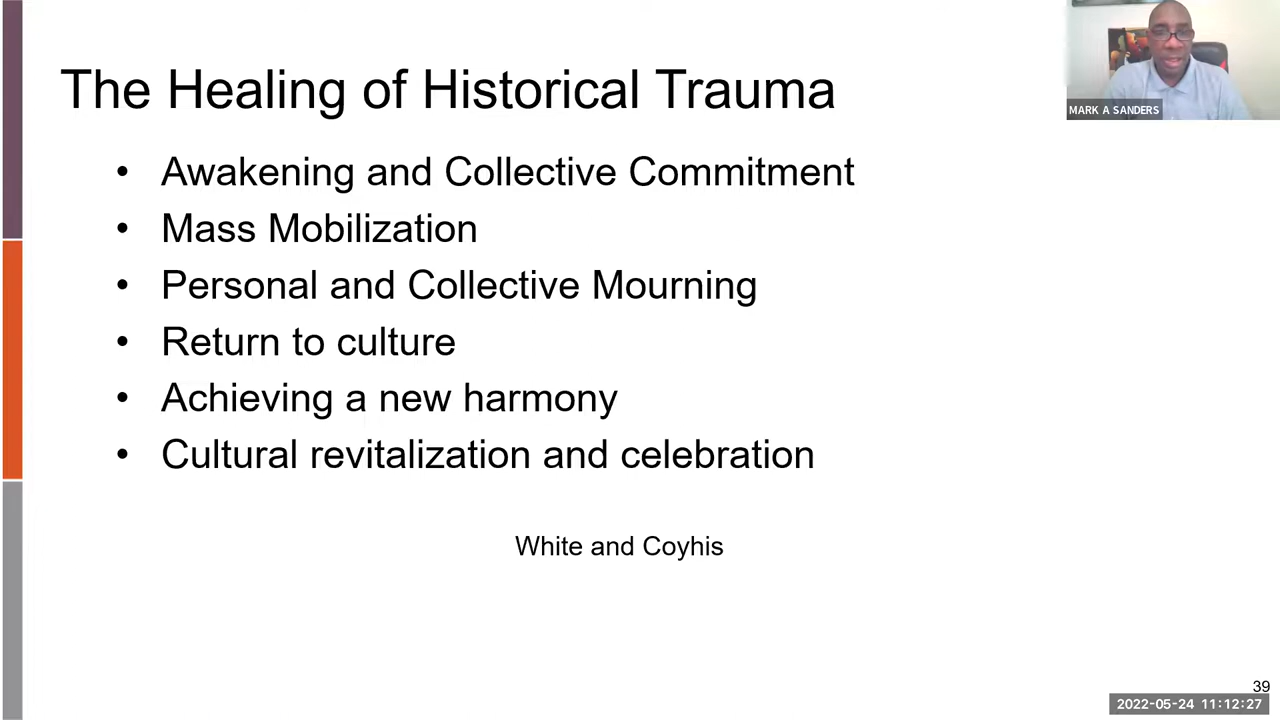 The Healing of Historical Trauma
MARK A SANDERS
• Awakening and Collective Commitment
• Mass Mobilization
• Personal and Collective Mourning
• Return to culture
• Achieving a new harmony
• Cultural revitalization and celebration
White and Coyhis
39
2022-05-24 11:12:27